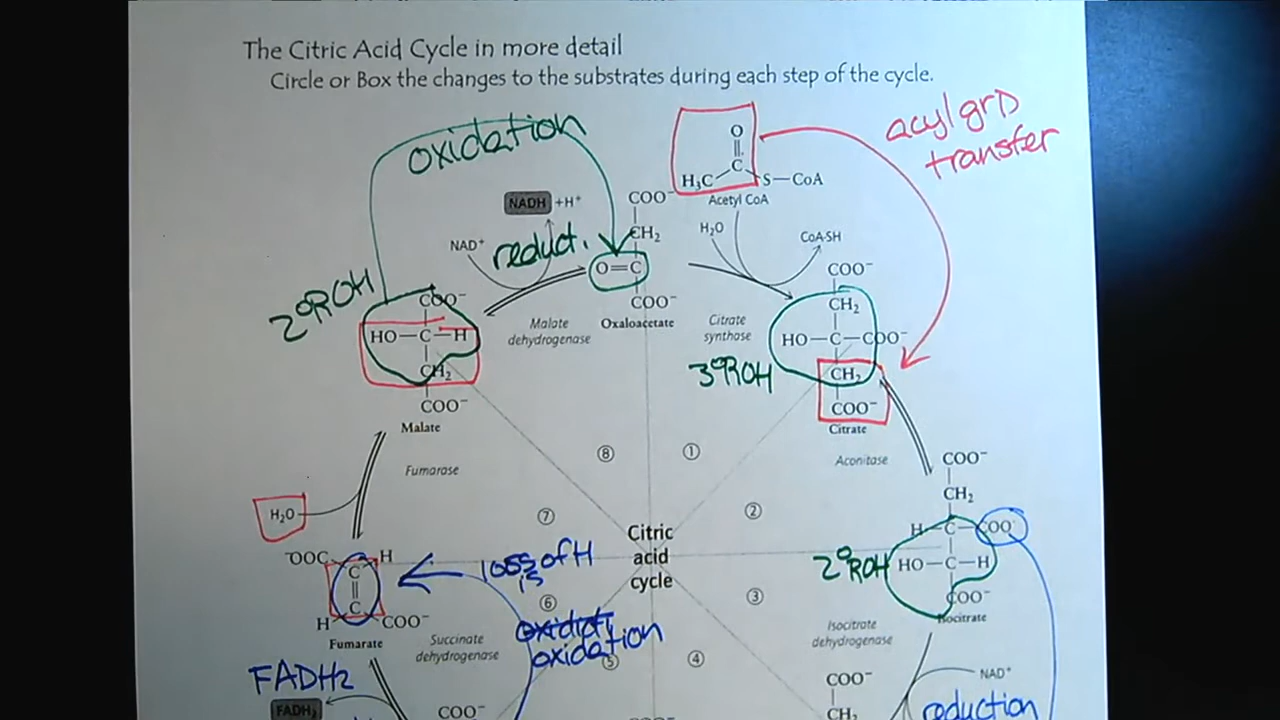 The Citric Acid Cycle in more detail
Circle or Box the changes to the substrates during each step of the cycle.
oxidation
acyl grp
transfer
O
||
C
H₃C
S—CoA
Acetyl CoA
NADH +H⁺
COO⁻
CH₂
O=C
COO⁻
Oxaloacetate
NAD⁺
reduct.
H₂O
CoA-SH
2°ROH
COO⁻
HO—C—H
CH₂
COO⁻
Malate
Malate
dehydrogenase
Citrate
synthase
COO⁻
CH₂
HO—C—COO⁻
CH₂
COO⁻
Citrate
3°ROH
Fumarase
⑧
①
Aconitase
H₂O
⑦
②
Citric
acid
cycle
COO⁻
CH₂
H—C—COO⁻
HO—C—H
COO⁻
Isocitrate
2°ROH
⁻OOC
H
C
||
C
H
COO⁻
Fumarate
loss of H
is
oxidation
⑥
③
Succinate
dehydrogenase
⑤
④
Isocitrate
dehydrogenase
FADH₂
FADH₂
COO⁻
COO⁻
CH₂
NAD⁺
reduction